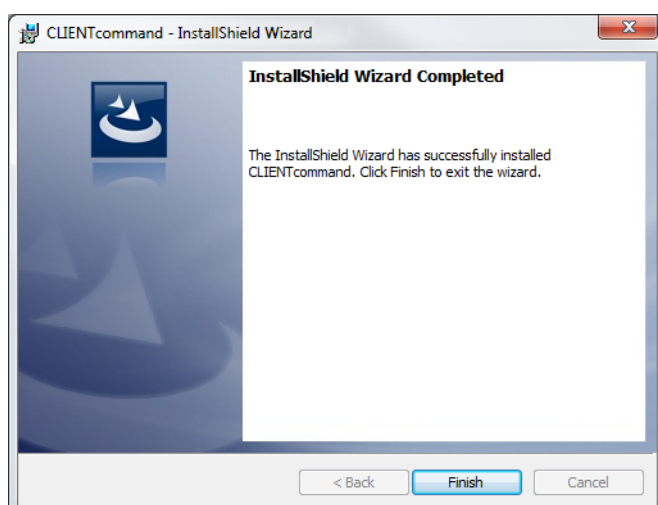 CLIENTcommand - InstallShield Wizard
InstallShield Wizard Completed
The InstallShield Wizard has successfully installed
CLIENTcommand. Click Finish to exit the wizard.
< Back
Finish
Cancel